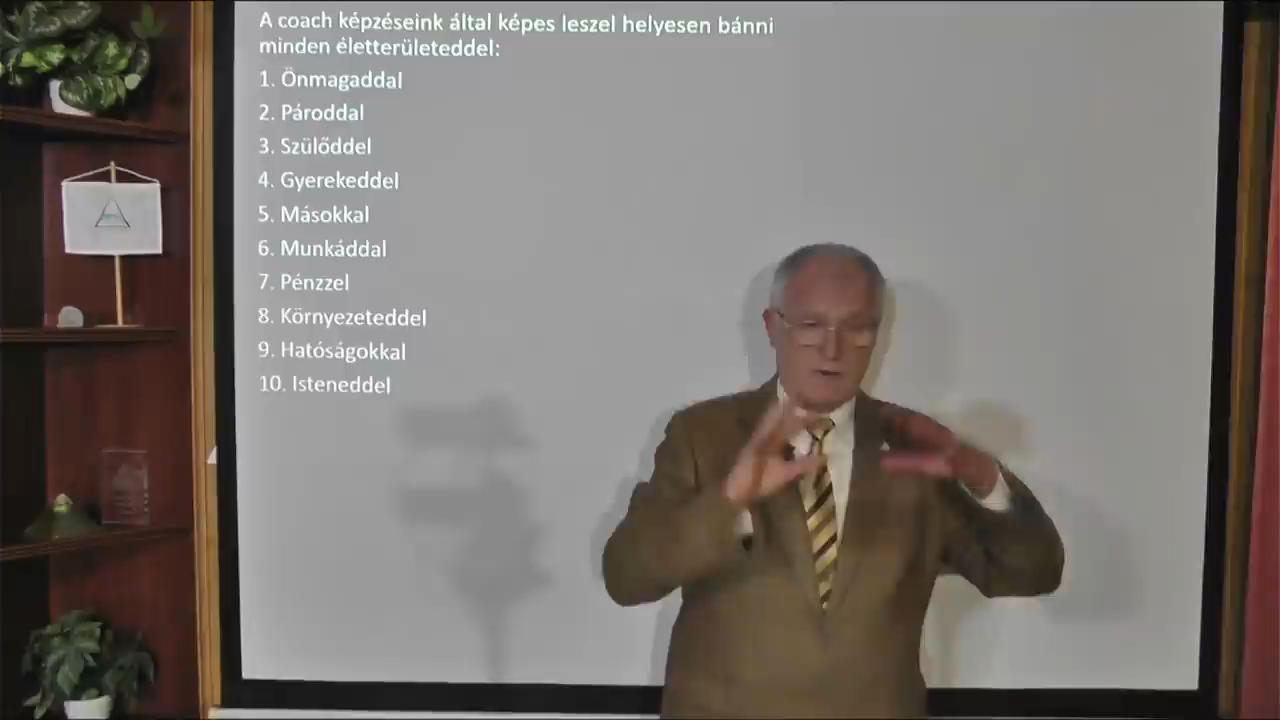 A coach képzéseink által képes leszel helyesen bánni
minden életterületeddel:
1. Önmagaddal
2. Pároddal
3. Szülőddel
4. Gyerekeddel
5. Másokkal
6. Munkáddal
7. Pénzzel
8. Környezeteddel
9. Hatóságokkal
10. Isteneddel